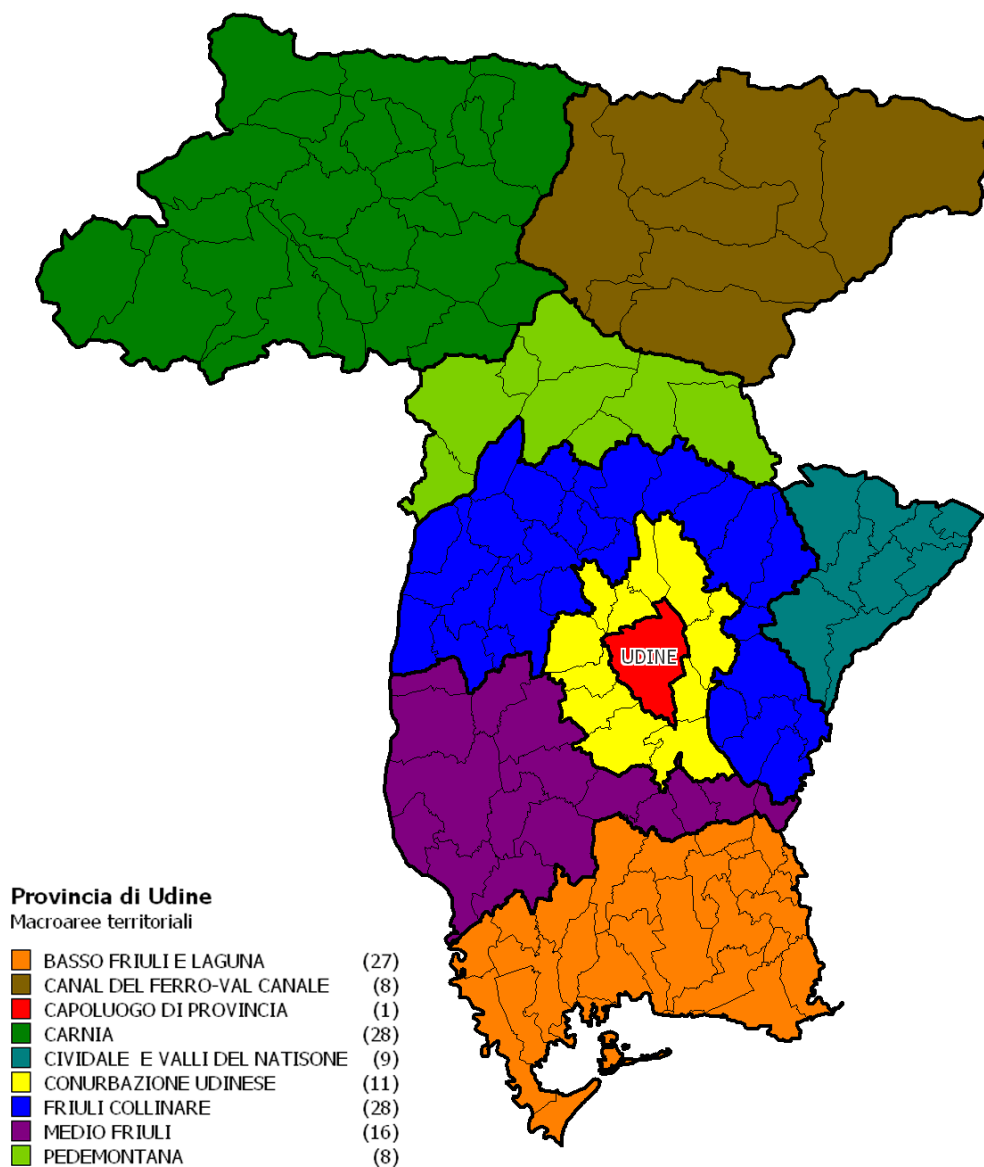 UDINE
Provincia di Udine
Macroaree territoriali
BASSO FRIULI E LAGUNA (27)
CANAL DEL FERRO-VAL CANALE (8)
CAPOLUOGO DI PROVINCIA (1)
CARNIA (28)
CIVIDALE E VALLI DEL NATISONE (9)
CONURBAZIONE UDINESE (11)
FRIULI COLLINARE (28)
MEDIO FRIULI (16)
PEDEMONTANA (8)